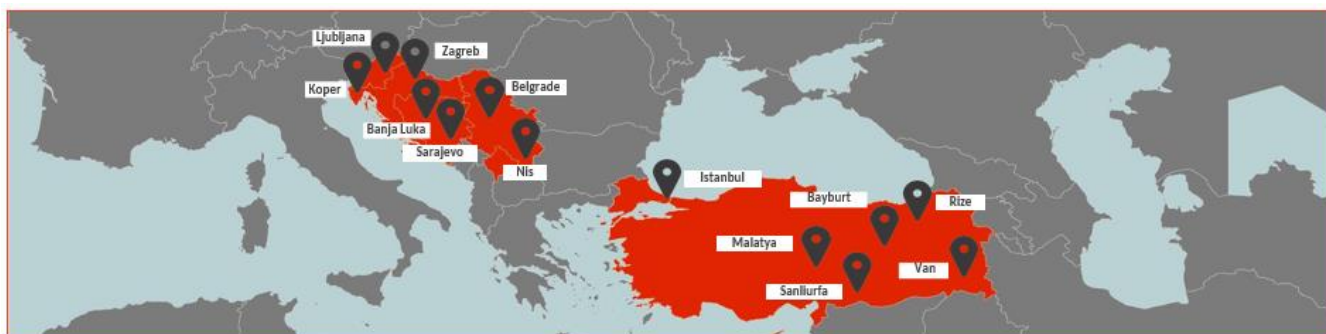 Ljubljana
Zagreb
Koper
Belgrade
Banja Luka
Sarajevo
Nis
Istanbul
Bayburt
Rize
Malatya
Van
Sanliurfa